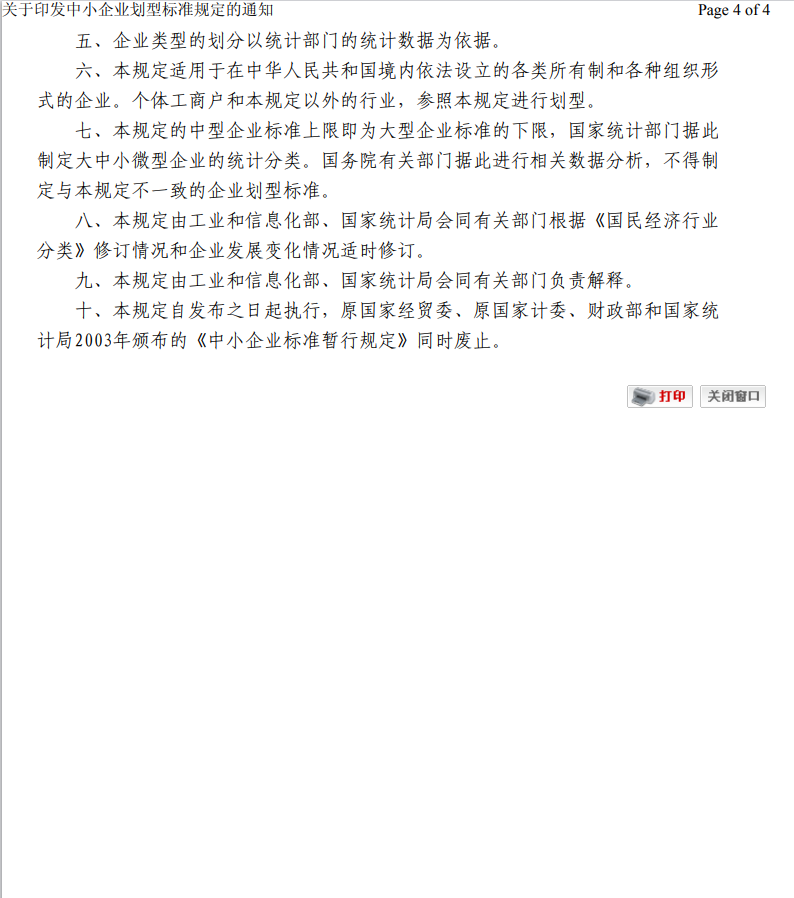 关于印发中小企业划型标准规定的通知 Page 4 of 4
五、企业类型的划分以统计部门的统计数据为依据。
六、本规定适用于在中华人民共和国境内依法设立的各类所有制和各种组织形
式的企业。个体工商户和本规定以外的行业，参照本规定进行划型。
七、本规定的中型企业标准上限即为大型企业标准的下限，国家统计部门据此
制定大中小微型企业的统计分类。国务院有关部门据此进行相关数据分析，不得制
定与本规定不一致的企业划型标准。
八、本规定由工业和信息化部、国家统计局会同有关部门根据《国民经济行业
分类》修订情况和企业发展变化情况适时修订。
九、本规定由工业和信息化部、国家统计局会同有关部门负责解释。
十、本规定自发布之日起执行，原国家经贸委、原国家计委、财政部和国家统
计局2003年颁布的《中小企业标准暂行规定》同时废止。
打印 关闭窗口